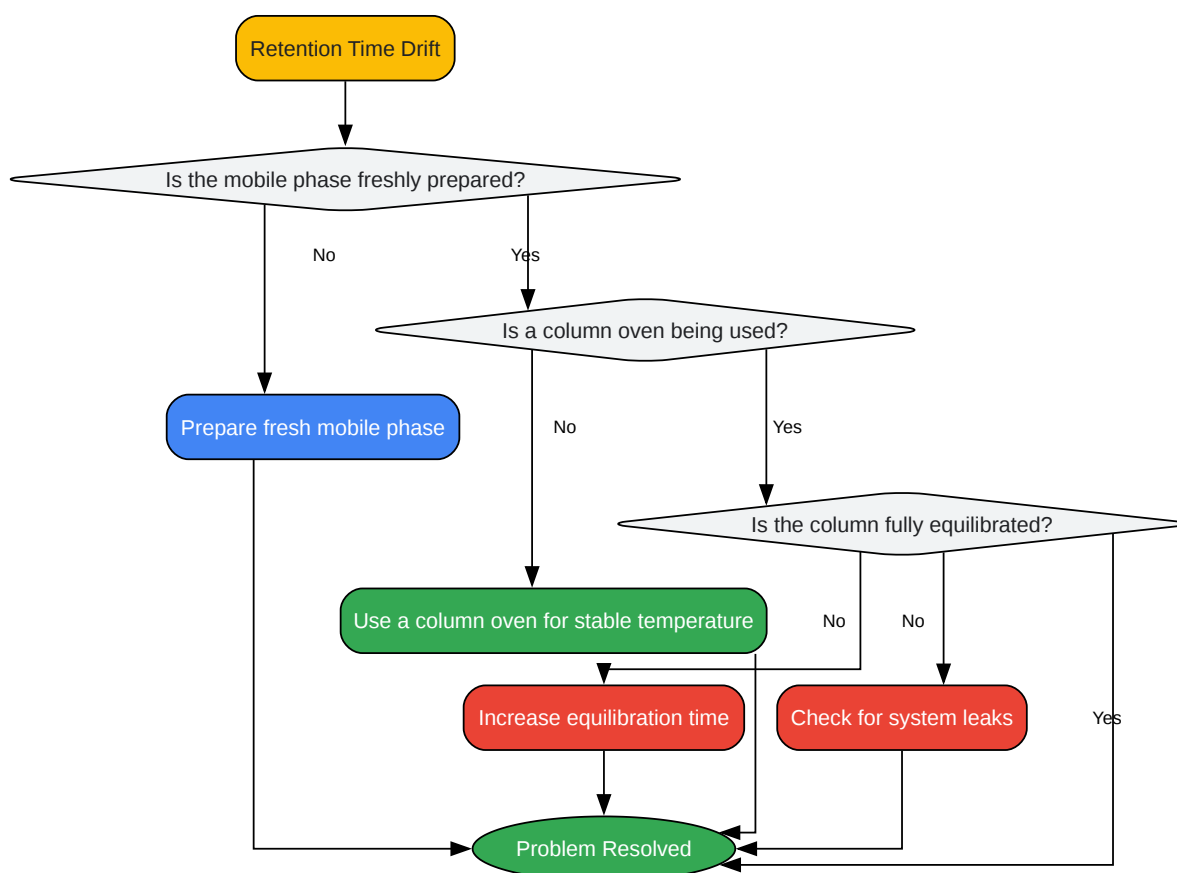 Retention Time Drift
Is the mobile phase freshly prepared?
No
Yes
Is a column oven being used?
Prepare fresh mobile phase
No
Yes
Is the column fully equilibrated?
Use a column oven for stable temperature
No
No
Increase equilibration time
Check for system leaks
Yes
Problem Resolved